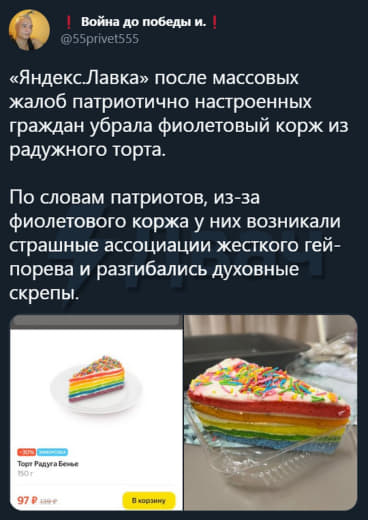 ❗ Война до победы и. ❗
@55privet555
«Яндекс.Лавка» после массовых
жалоб патриотично настроенных
граждан убрала фиолетовый корж из
радужного торта.
По словам патриотов, из-за
фиолетового коржа у них возникали
страшные ассоциации жесткого гей-
порева и разгибались духовные
скрепы.
-30%
Торт Радуга Бенье
150 г
97 ₽ 139 ₽
В корзину